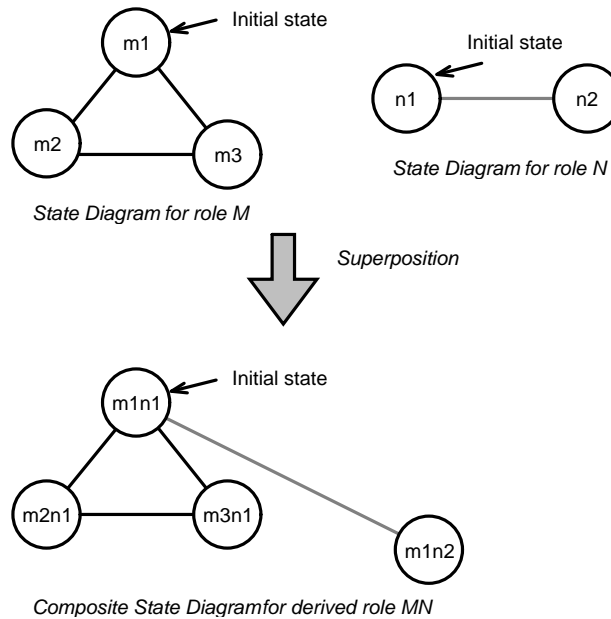 Initial state
m1
m2
m3
State Diagram for role M
Initial state
n1
n2
State Diagram for role N
Superposition
Initial state
m1n1
m2n1
m3n1
m1n2
Composite State Diagramfor derived role MN